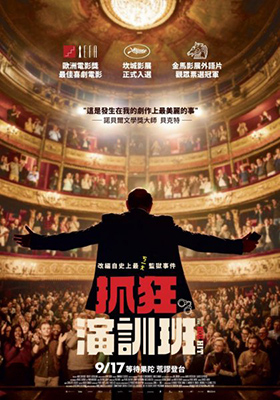 歐洲電影獎
最佳喜劇電影
坎城影展
正式入選
金馬影展外語片
觀眾票選冠軍
"這是發生在我的創作上最美麗的事"
— 諾貝爾文學獎大師 貝克特 —
改編自史上最 監獄事件
抓狂
演訓班
HIT
9/17 等待果陀 荒謬登台